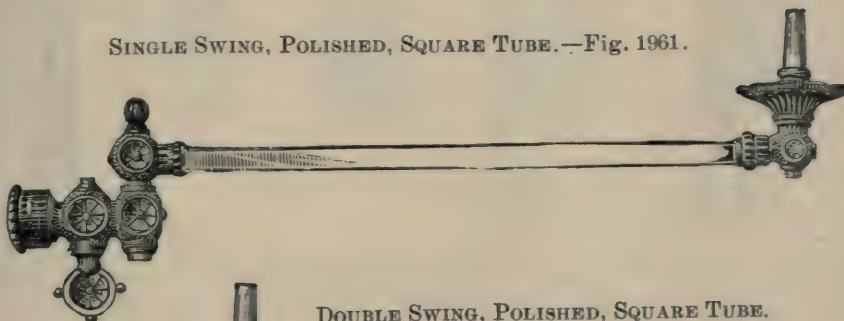 SINGLE SWING, POLISHED, SQUARE TUBE.—Fig. 1961.
DOUBLE SWING, POLISHED, SQUARE TUBE.